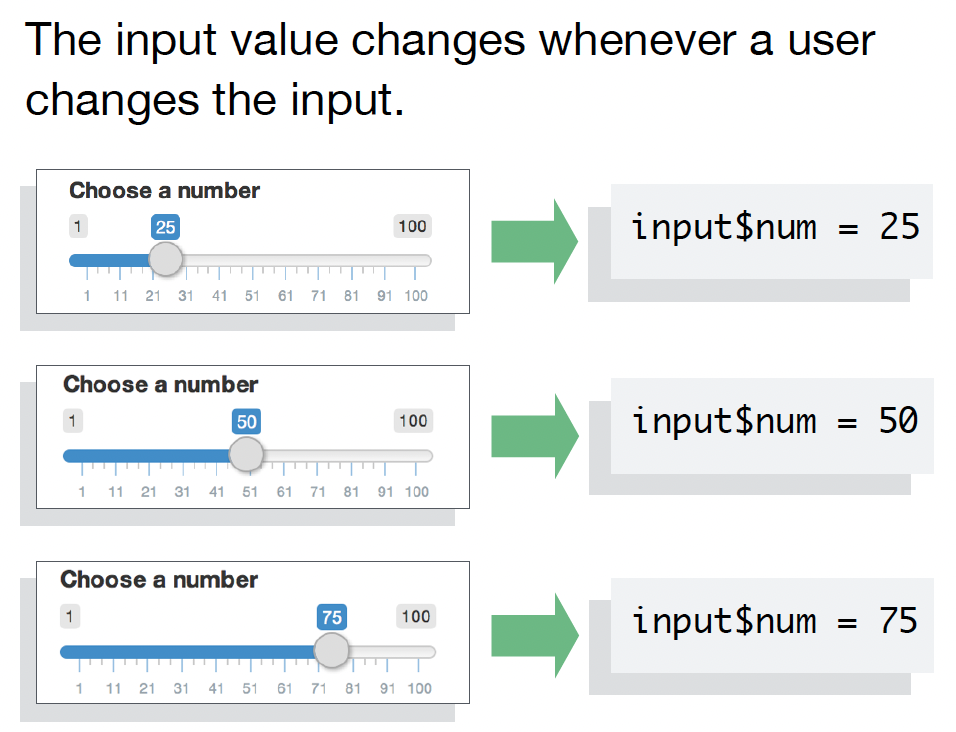 The input value changes whenever a user
changes the input.
Choose a number
1 25 100
1 11 21 31 41 51 61 71 81 91 100
input$num = 25
Choose a number
1 50 100
1 11 21 31 41 51 61 71 81 91 100
input$num = 50
Choose a number
1 75 100
1 11 21 31 41 51 61 71 81 91 100
input$num = 75